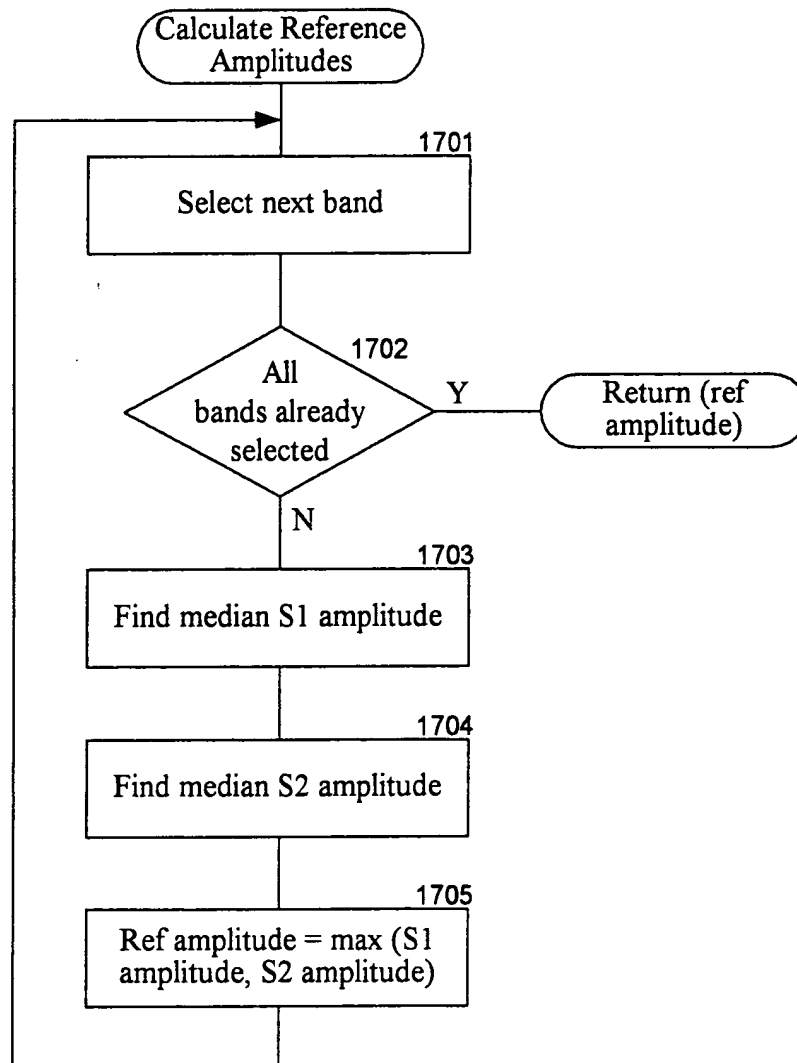 Calculate Reference
Amplitudes
1701
Select next band
1702
All
bands already
selected
Y
Return (ref
amplitude)
N
1703
Find median S1 amplitude
1704
Find median S2 amplitude
1705
Ref amplitude = max (S1
amplitude, S2 amplitude)